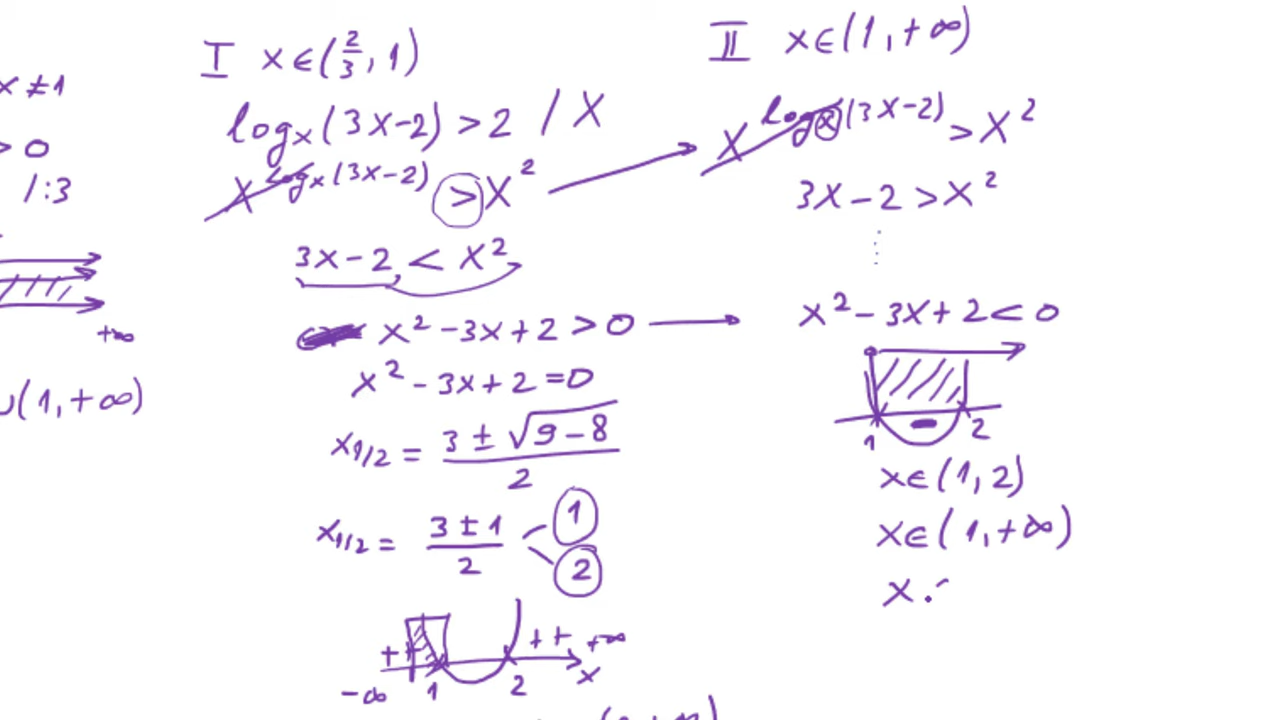 x ≠ 1
> 0
/:3
+∞
∪(1,+∞)
I x∈(2/3, 1)
log_x(3x-2) > 2 / x
x^(log_x(3x-2)) > x²
3x-2 < x²
x²-3x+2 > 0
x²-3x+2=0
x_1/2 = (3 ± √(9-8))/2
x_1/2 = (3±1)/2
1
2
++ ++ +∞
-∞ 1 2 x
II x∈(1,+∞)
x^(log_x(3x-2)) > x²
3x-2 > x²
x²-3x+2 < 0
-
1 2
x∈(1,2)
x∈(1,+∞)
x